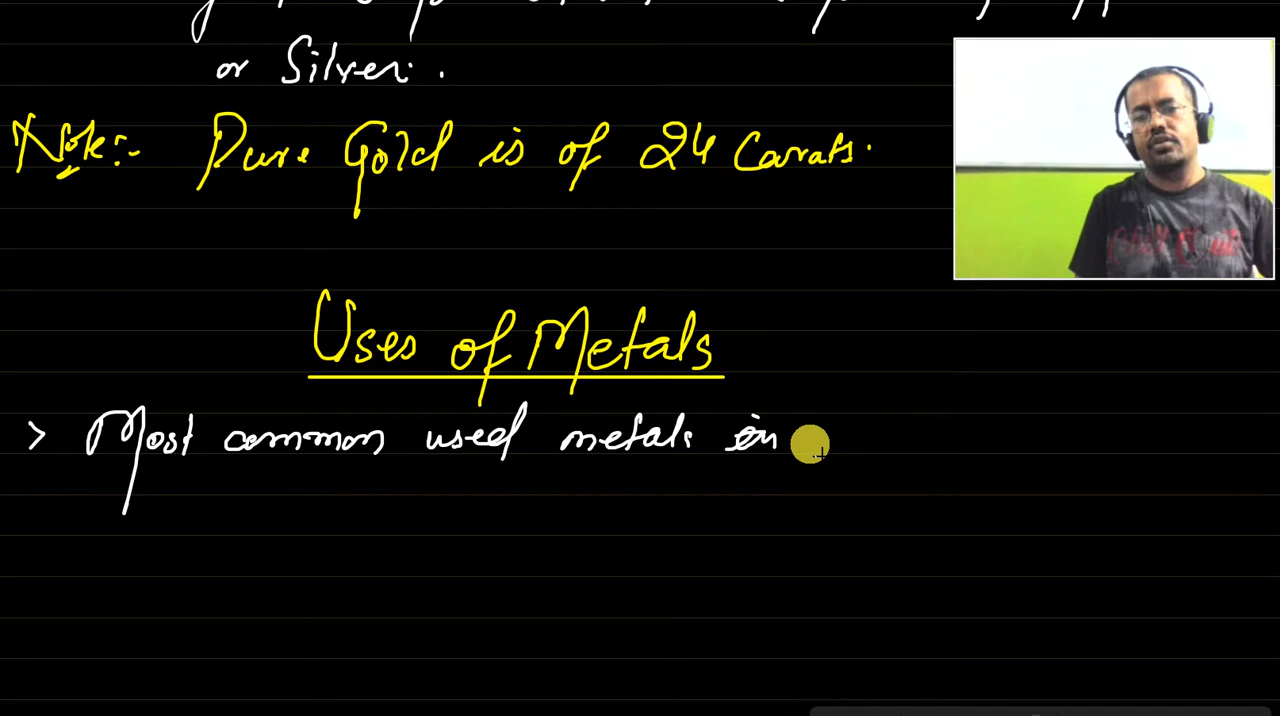 or Silver.
Note:- Pure Gold is of 24 Carats.
Uses of Metals
> Most common used metals in